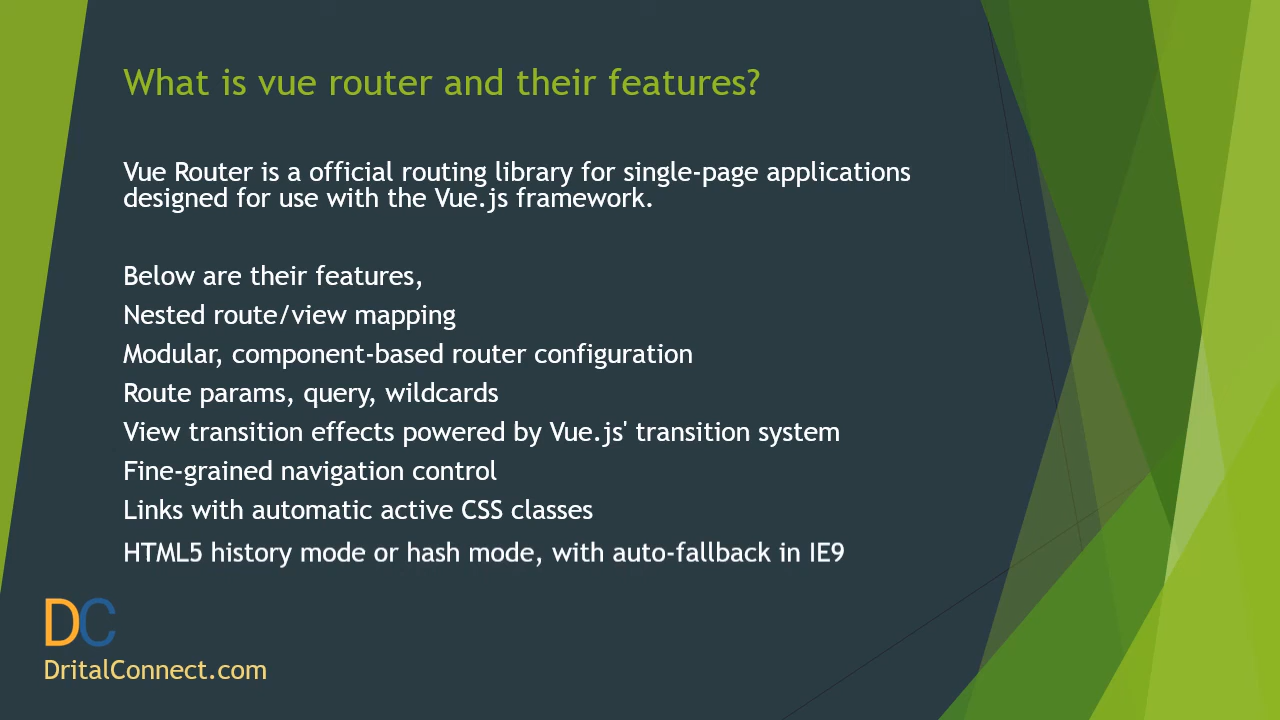 What is vue router and their features?
Vue Router is a official routing library for single-page applications
designed for use with the Vue.js framework.
Below are their features,
Nested route/view mapping
Modular, component-based router configuration
Route params, query, wildcards
View transition effects powered by Vue.js' transition system
Fine-grained navigation control
Links with automatic active CSS classes
HTML5 history mode or hash mode, with auto-fallback in IE9
DC
DritalConnect.com